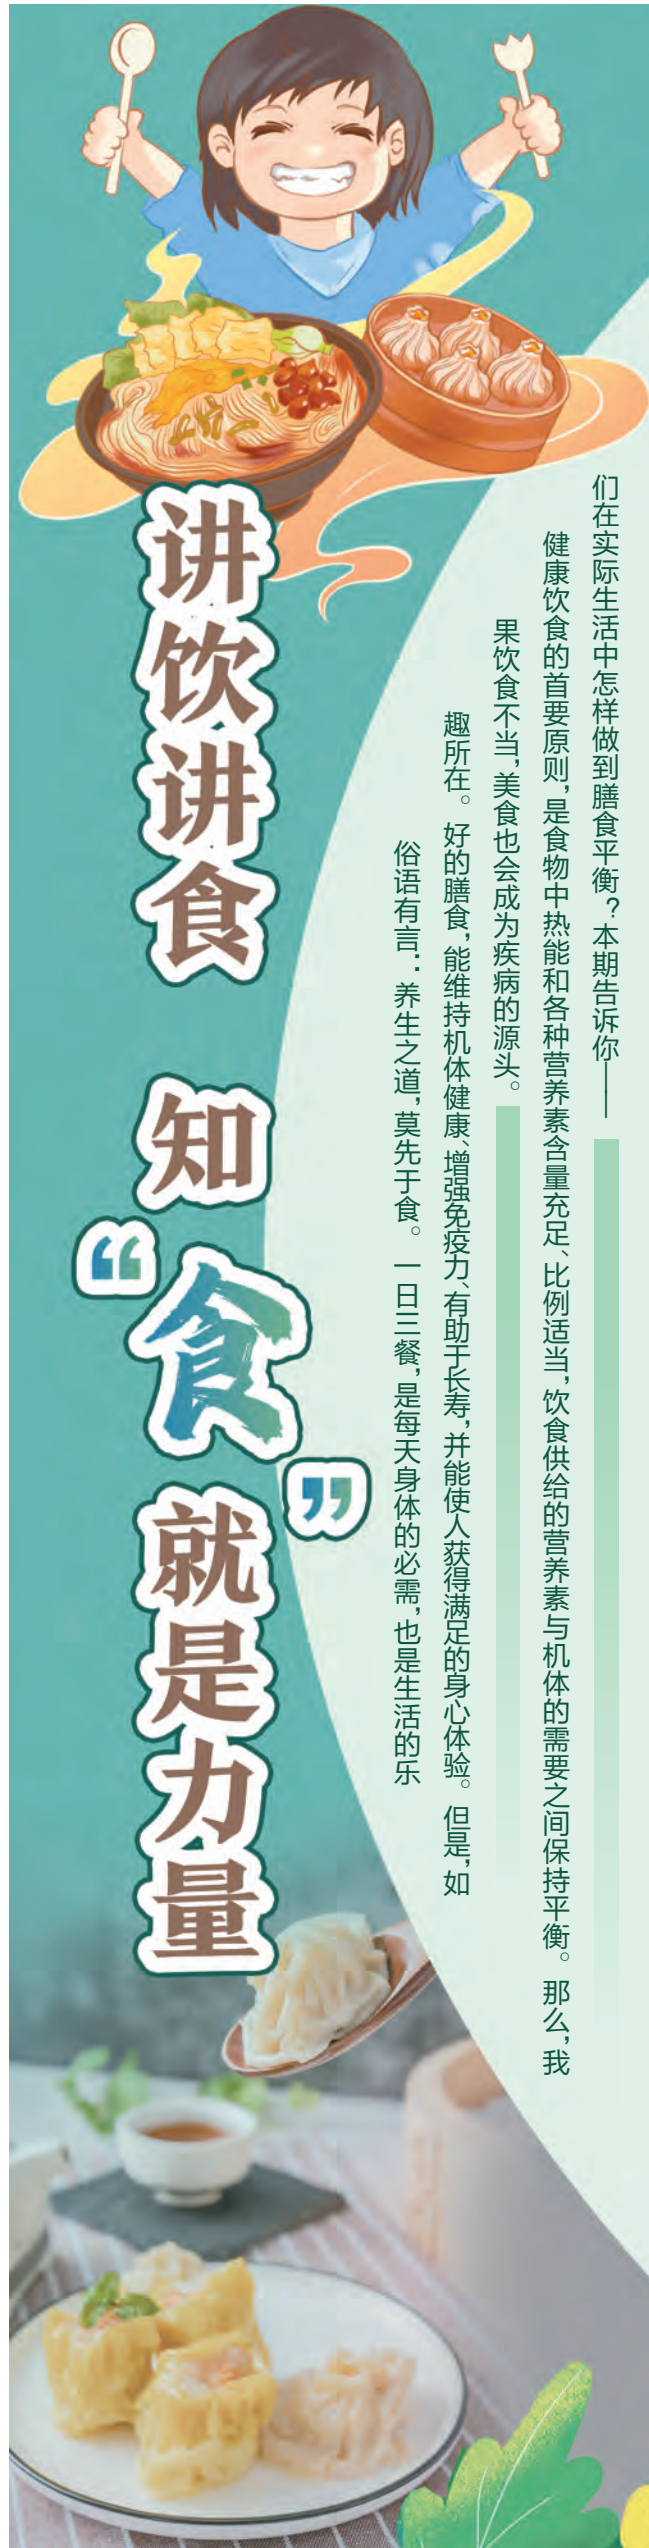 讲饮讲食 知“食”就是力量
俗语有言：养生之道，莫先于食。一日三餐，是每天身体的必需，也是生活的乐
趣所在。好的膳食，能维持机体健康、增强免疫力、有助于长寿，并能使人获得满足的身心体验。但是，如
果饮食不当，美食也会成为疾病的源头。
健康饮食的首要原则，是食物中热能和各种营养素含量充足、比例适当，饮食供给的营养素与机体的需要之间保持平衡。那么，我
们在实际生活中怎样做到膳食平衡？本期告诉你——